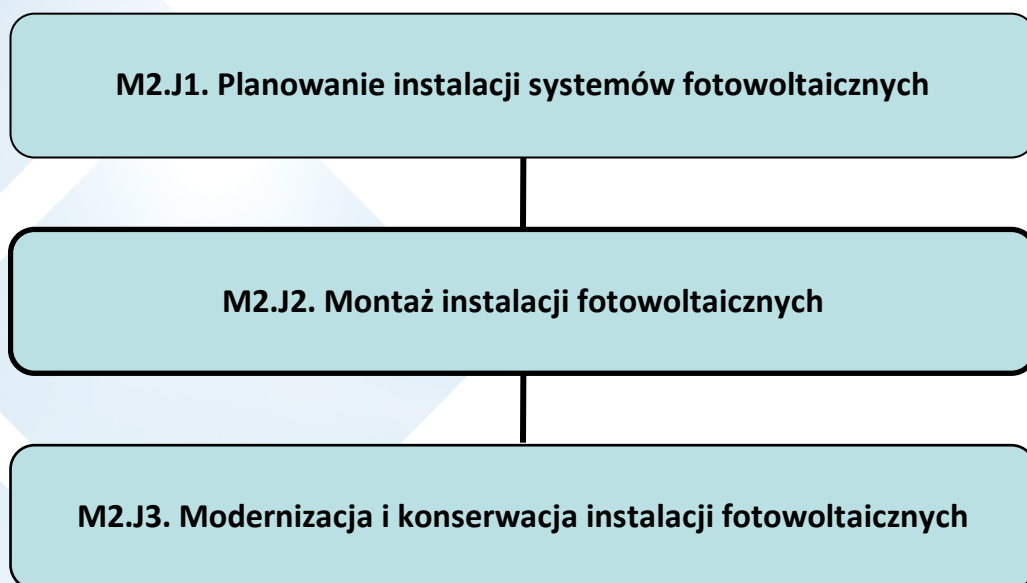 M2.J1. Planowanie instalacji systemów fotowoltaicznych
M2.J2. Montaż instalacji fotowoltaicznych
M2.J3. Modernizacja i konserwacja instalacji fotowoltaicznych